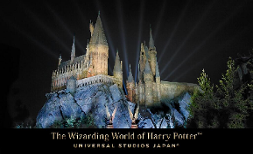 The Wizarding World of Harry Potter™
UNIVERSAL STUDIOS JAPAN®